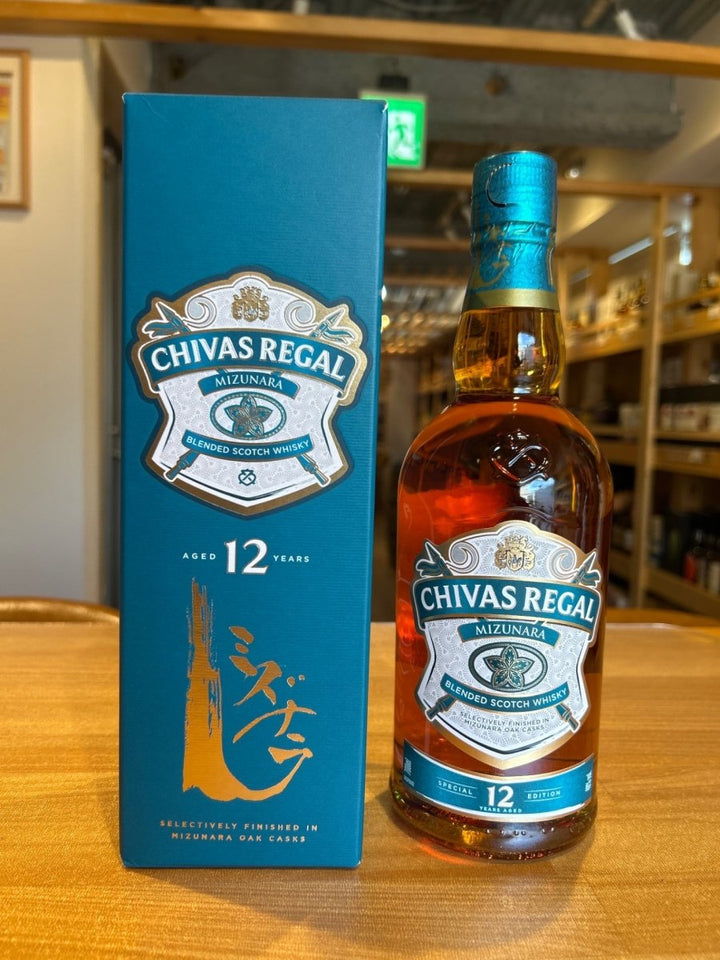 CHIVAS REGAL
MIZUNARA
BLENDED SCOTCH WHISKY
AGED 12 YEARS
ミズナラ
SELECTIVELY FINISHED IN
MIZUNARA OAK CASKS
CHIVAS REGAL
MIZUNARA
BLENDED SCOTCH WHISKY
SELECTIVELY FINISHED IN
MIZUNARA OAK CASKS
SPECIAL 12 EDITION
YEARS AGED